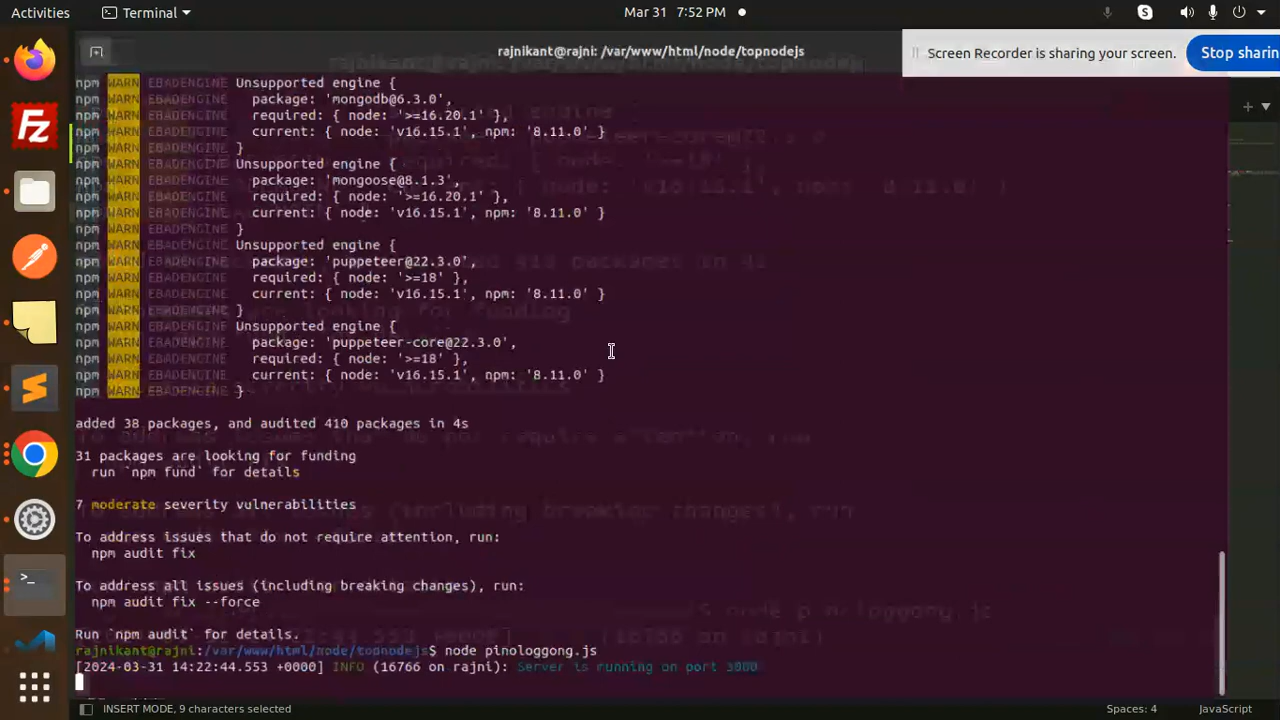 Activities
Terminal
Mar 31 7:52 PM
rajnikant@rajni: /var/www/html/node/topnodejs
Screen Recorder is sharing your screen.
Stop sharin
npm WARN EBADENGINE Unsupported engine {
npm WARN EBADENGINE   package: 'mongodb@6.3.0',
npm WARN EBADENGINE   required: { node: '>=16.20.1' },
npm WARN EBADENGINE   current: { node: 'v16.15.1', npm: '8.11.0' }
npm WARN EBADENGINE }
npm WARN EBADENGINE Unsupported engine {
npm WARN EBADENGINE   package: 'mongoose@8.1.3',
npm WARN EBADENGINE   required: { node: '>=16.20.1' },
npm WARN EBADENGINE   current: { node: 'v16.15.1', npm: '8.11.0' }
npm WARN EBADENGINE }
npm WARN EBADENGINE Unsupported engine {
npm WARN EBADENGINE   package: 'puppeteer@22.3.0',
npm WARN EBADENGINE   required: { node: '>=18' },
npm WARN EBADENGINE   current: { node: 'v16.15.1', npm: '8.11.0' }
npm WARN EBADENGINE }
npm WARN EBADENGINE Unsupported engine {
npm WARN EBADENGINE   package: 'puppeteer-core@22.3.0',
npm WARN EBADENGINE   required: { node: '>=18' },
npm WARN EBADENGINE   current: { node: 'v16.15.1', npm: '8.11.0' }
npm WARN EBADENGINE }
added 38 packages, and audited 410 packages in 4s
31 packages are looking for funding
run `npm fund` for details
7 moderate severity vulnerabilities
To address issues that do not require attention, run:
npm audit fix
To address all issues (including breaking changes), run:
npm audit fix --force
Run `npm audit` for details.
rajnikant@rajni:/var/www/html/node/topnodejs$ node pinologgong.js
[2024-03-31 14:22:44.553 +0000] INFO (16766 on rajni): Server is running on port 3000
INSERT MODE, 9 characters selected
Spaces: 4
JavaScript